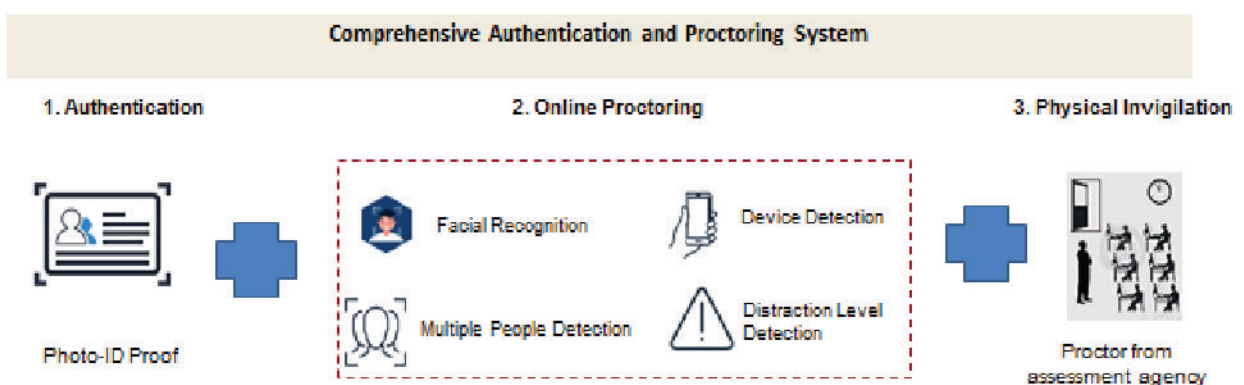 Comprehensive Authentication and Proctoring System
1. Authentication
2. Online Proctoring
3. Physical Invigilation
Facial Recognition
Device Detection
Multiple People Detection
Distraction Level
Detection
Photo-ID Proof
Proctor from
assessment agency